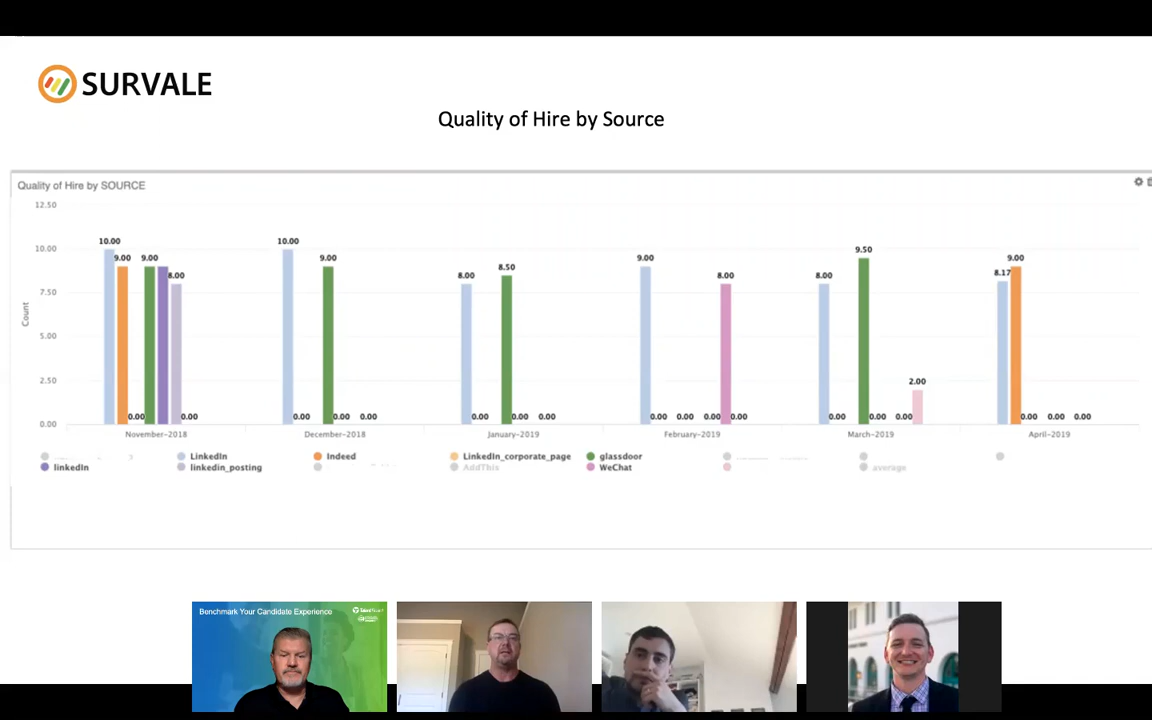 SURVALE
Quality of Hire by Source
Quality of Hire by SOURCE
12.50
10.00
7.50
5.00
2.50
0.00
Count
10.00 9.00 0.00 9.00 8.00 0.00
10.00 0.00 9.00 0.00 0.00
8.00 0.00 8.50 0.00 0.00
9.00 0.00 0.00 0.00 8.00 0.00
8.00 0.00 9.50 0.00 0.00 2.00
8.17 9.00 0.00 0.00 0.00
November-2018 December-2018 January-2019 February-2019 March-2019 April-2019
LinkedIn Indeed LinkedIn_corporate_page glassdoor
linkedIn linkedin_posting AddThis WeChat average
Benchmark Your Candidate Experience